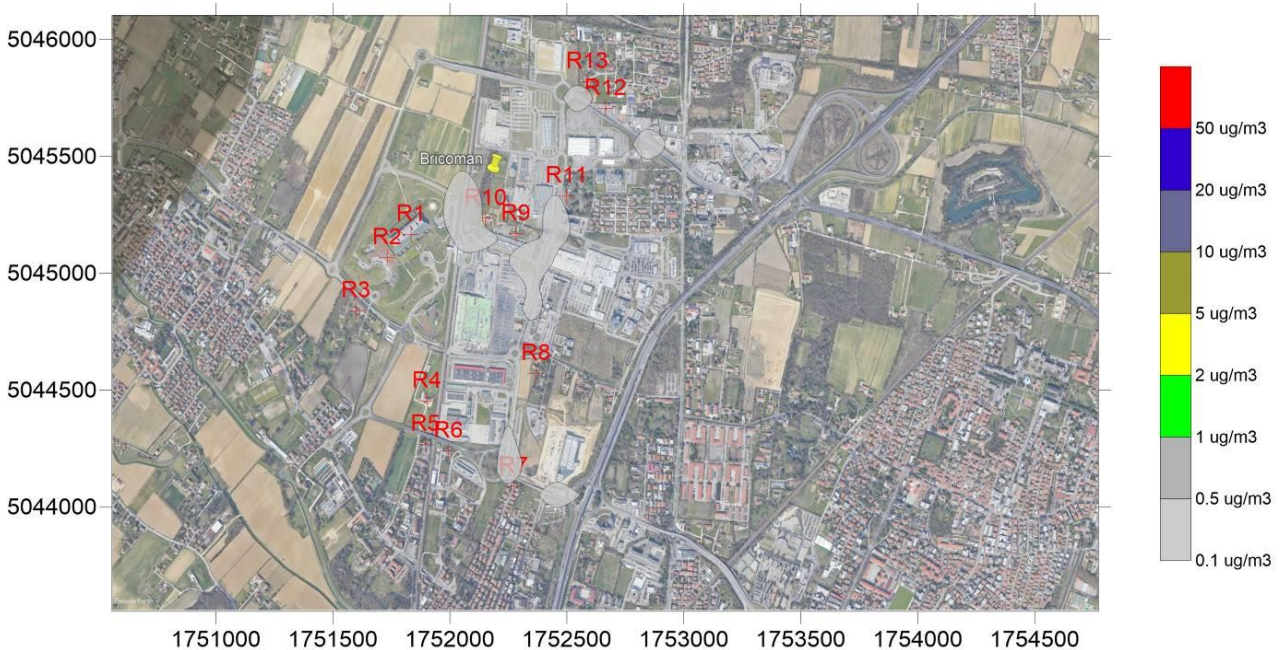 5046000
R13
R12
50 ug/m3
5045500
Bricoman
R11
20 ug/m3
R10
R1
R9
10 ug/m3
R2
5045000
R3
5 ug/m3
R8
2 ug/m3
R4
5044500
R5
R6
1 ug/m3
R7
0.5 ug/m3
5044000
0.1 ug/m3
Google Earth
1751000 1751500 1752000 1752500 1753000 1753500 1754000 1754500